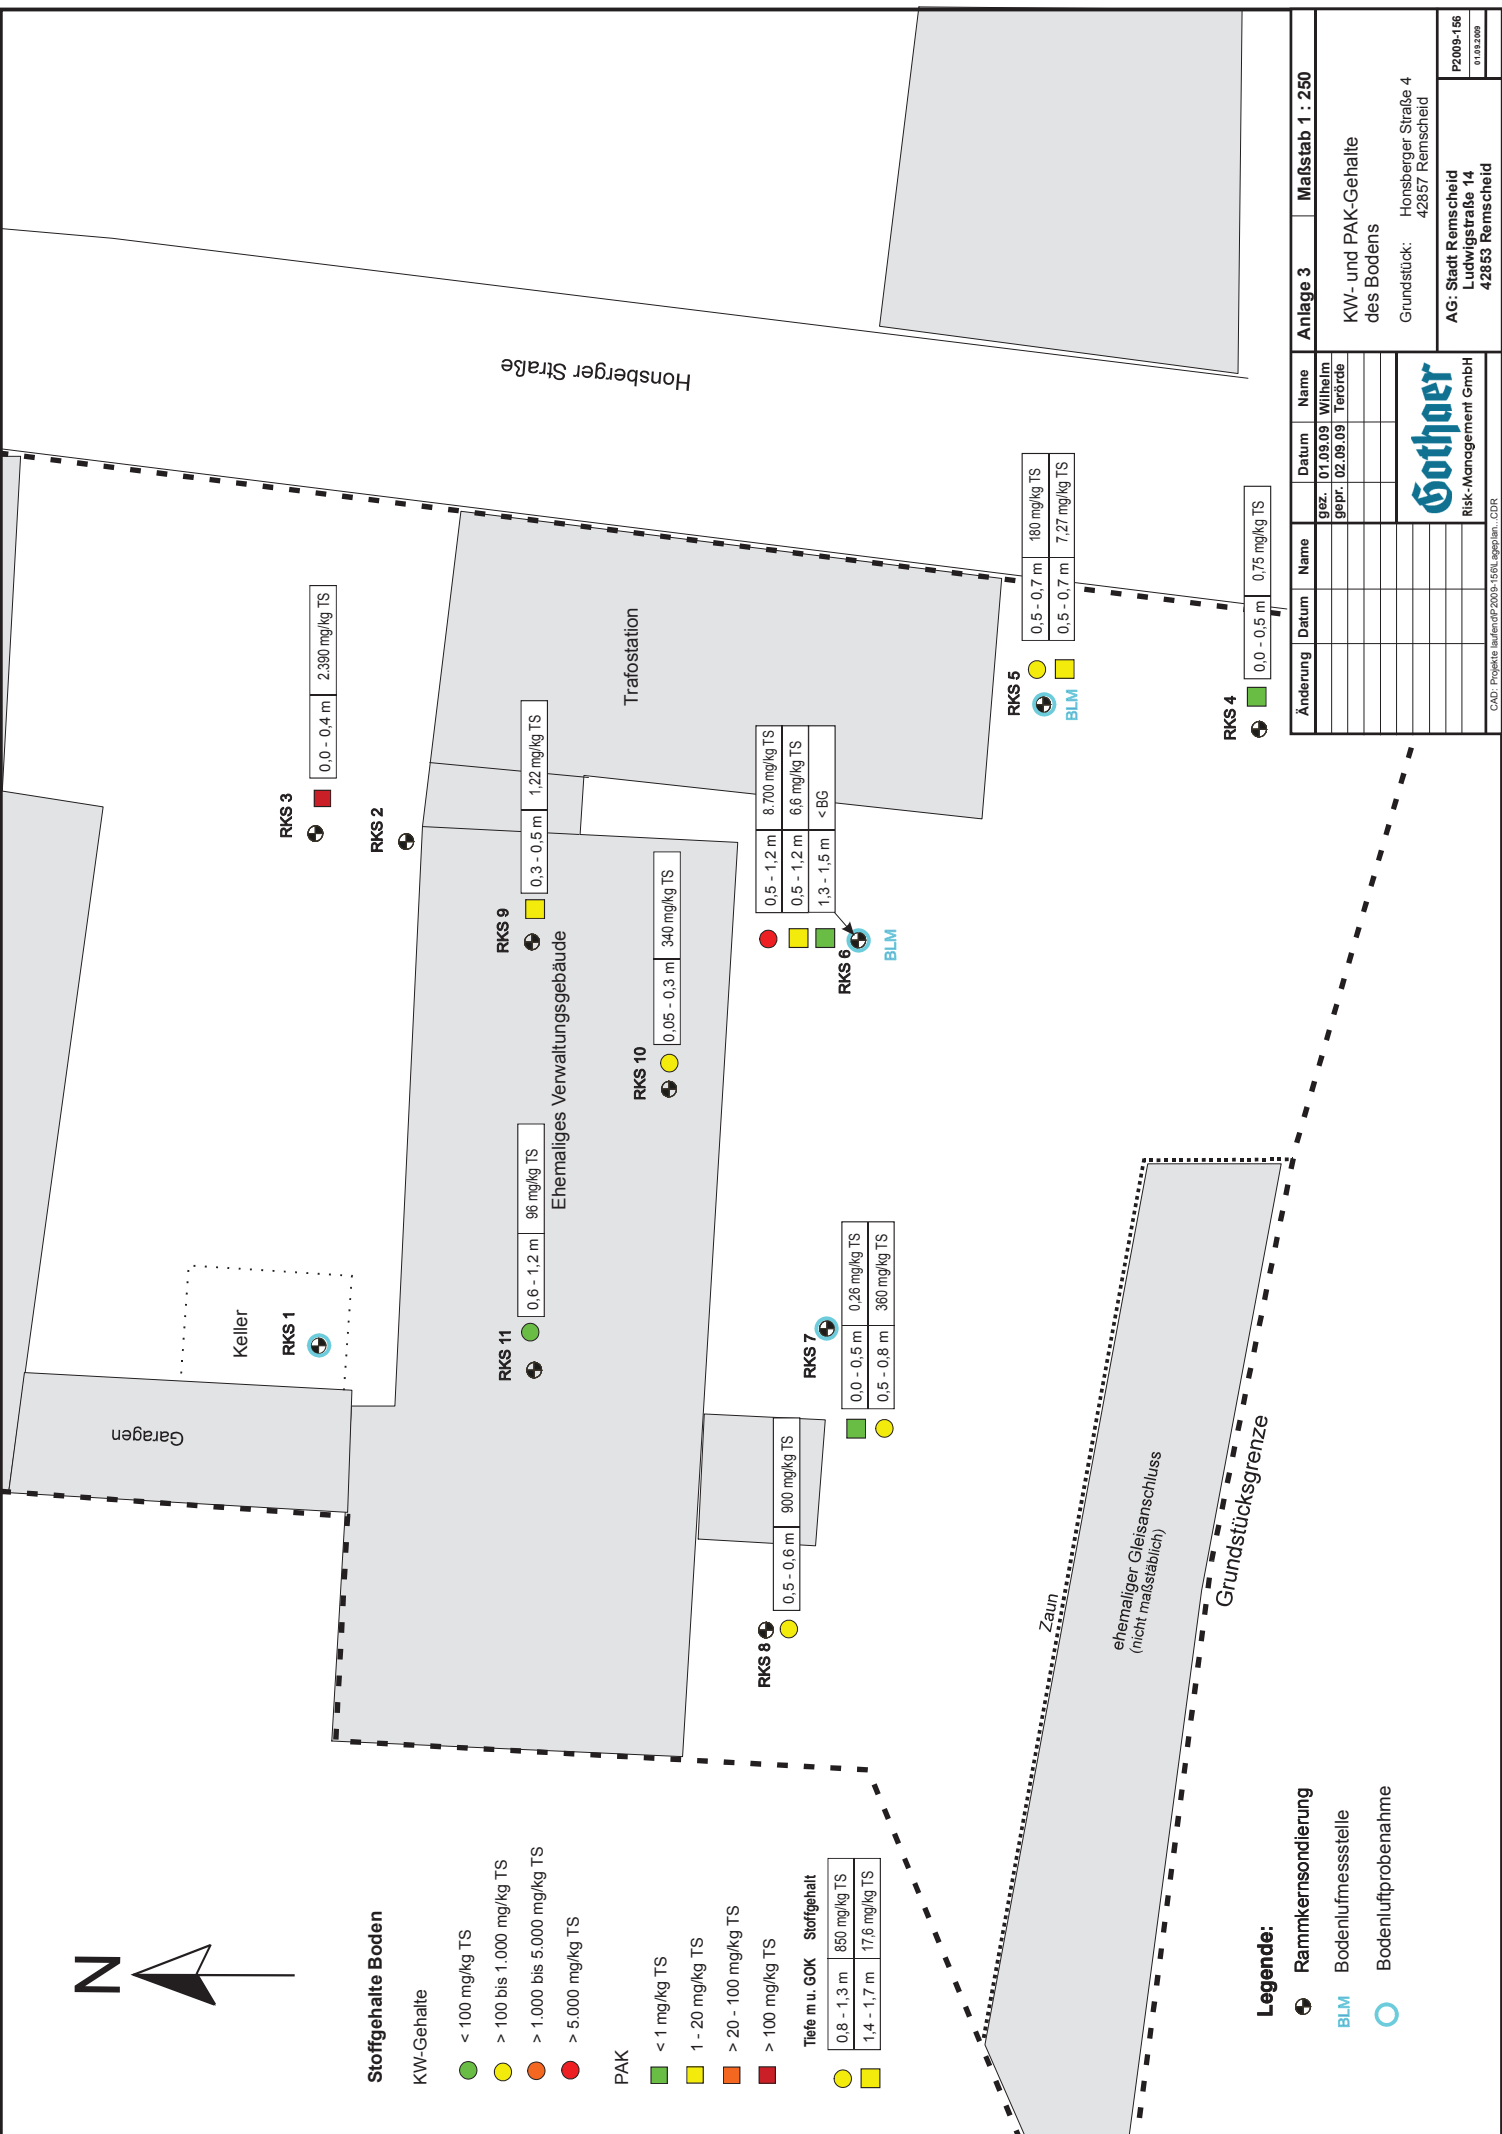 N
Stoffgehalte Boden
KW-Gehalte
< 100 mg/kg TS
> 100 bis 1.000 mg/kg TS
> 1.000 bis 5.000 mg/kg TS
> 5.000 mg/kg TS
PAK
< 1 mg/kg TS
1 - 20 mg/kg TS
> 20 - 100 mg/kg TS
> 100 mg/kg TS
Tiefe m u. GOK Stoffgehalt
0,8 - 1,3 m 850 mg/kg TS
1,4 - 1,7 m 17,6 mg/kg TS
Legende:
Rammkernsondierung
BLM Bodenlufmessstelle
Bodenluftprobenahme
Garagen
Keller
RKS 1
RKS 3
0,0 - 0,4 m 2.390 mg/kg TS
RKS 2
RKS 9
0,3 - 0,5 m 1,22 mg/kg TS
RKS 11
0,6 - 1,2 m 96 mg/kg TS
Ehemaliges Verwaltungsgebäude
RKS 10
0,05 - 0,3 m 340 mg/kg TS
Trafostation
Honsberger Straße
RKS 8
0,5 - 0,6 m 900 mg/kg TS
RKS 7
0,0 - 0,5 m 0,26 mg/kg TS
0,5 - 0,8 m 360 mg/kg TS
0,5 - 1,2 m 8.700 mg/kg TS
0,5 - 1,2 m 6,6 mg/kg TS
1,3 - 1,5 m < BG
RKS 6
BLM
RKS 5
BLM
0,5 - 0,7 m 180 mg/kg TS
0,5 - 0,7 m 7,27 mg/kg TS
RKS 4
0,0 - 0,5 m 0,75 mg/kg TS
Zaun
ehemaliger Gleisanschluss
(nicht maßstäblich)
Grundstücksgrenze
Änderung Datum Name Datum Name Anlage 3 Maßstab 1 : 250
gez. 01.09.09 Wilhelm
gepr. 02.09.09 Terörde
KW- und PAK-Gehalte
des Bodens
Grundstück: Honsberger Straße 4
42857 Remscheid
Gothaer
Risk-Management GmbH
AG: Stadt Remscheid
Ludwigstraße 14
42853 Remscheid
P2009-156
01.09.2009
CAD: Projekte laufend\P2009-156\Lageplan...CDR